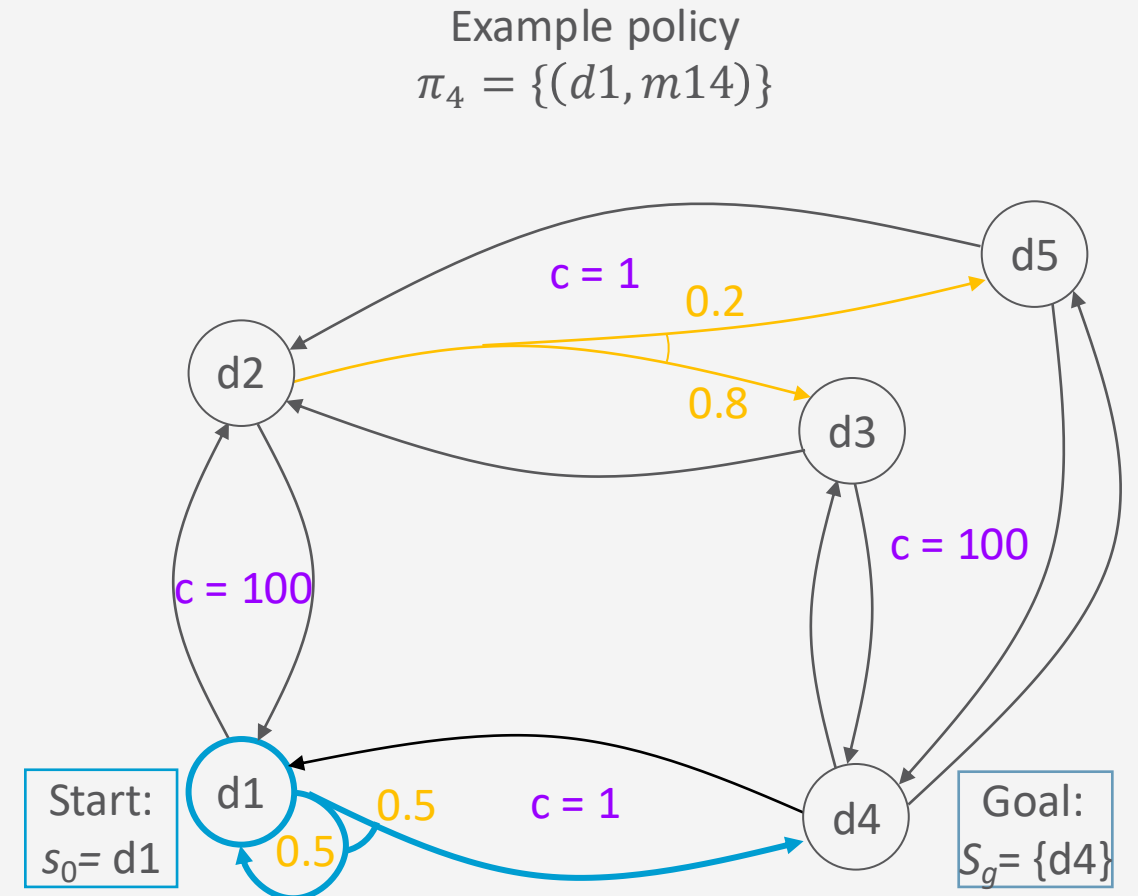 Example policy
π₄ = {(d1, m14)}
d5
c = 1
0.2
d2
0.8
d3
c = 100
c = 100
Start:
s₀= d1
d1
0.5
0.5
c = 1
d4
Goal:
S_g= {d4}